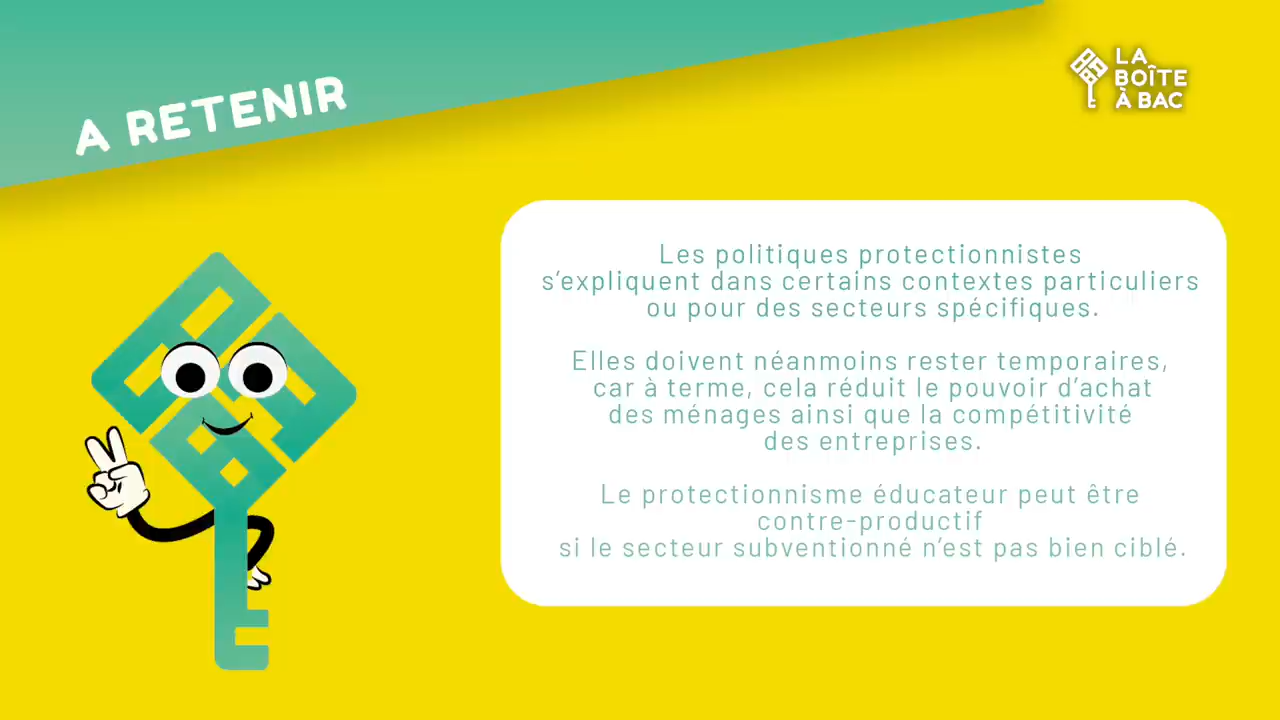 A RETENIR
LA
BOÎTE
À BAC
Les politiques protectionnistes
s'expliquent dans certains contextes particuliers
ou pour des secteurs spécifiques.
Elles doivent néanmoins rester temporaires,
car à terme, cela réduit le pouvoir d'achat
des ménages ainsi que la compétitivité
des entreprises.
Le protectionnisme éducateur peut être
contre-productif
si le secteur subventionné n'est pas bien ciblé.